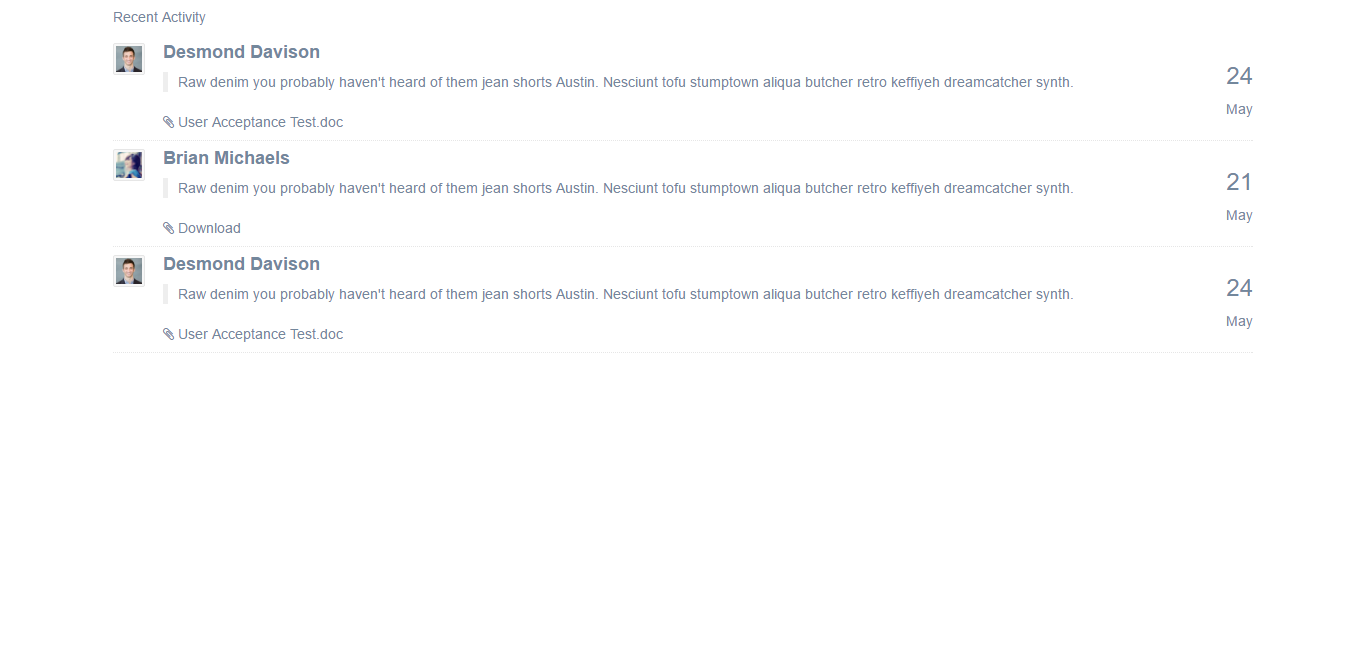 Recent Activity
Desmond Davison
Raw denim you probably haven't heard of them jean shorts Austin. Nesciunt tofu stumptown aliqua butcher retro keffiyeh dreamcatcher synth.
24
May
User Acceptance Test.doc
Brian Michaels
Raw denim you probably haven't heard of them jean shorts Austin. Nesciunt tofu stumptown aliqua butcher retro keffiyeh dreamcatcher synth.
21
May
Download
Desmond Davison
Raw denim you probably haven't heard of them jean shorts Austin. Nesciunt tofu stumptown aliqua butcher retro keffiyeh dreamcatcher synth.
24
May
User Acceptance Test.doc